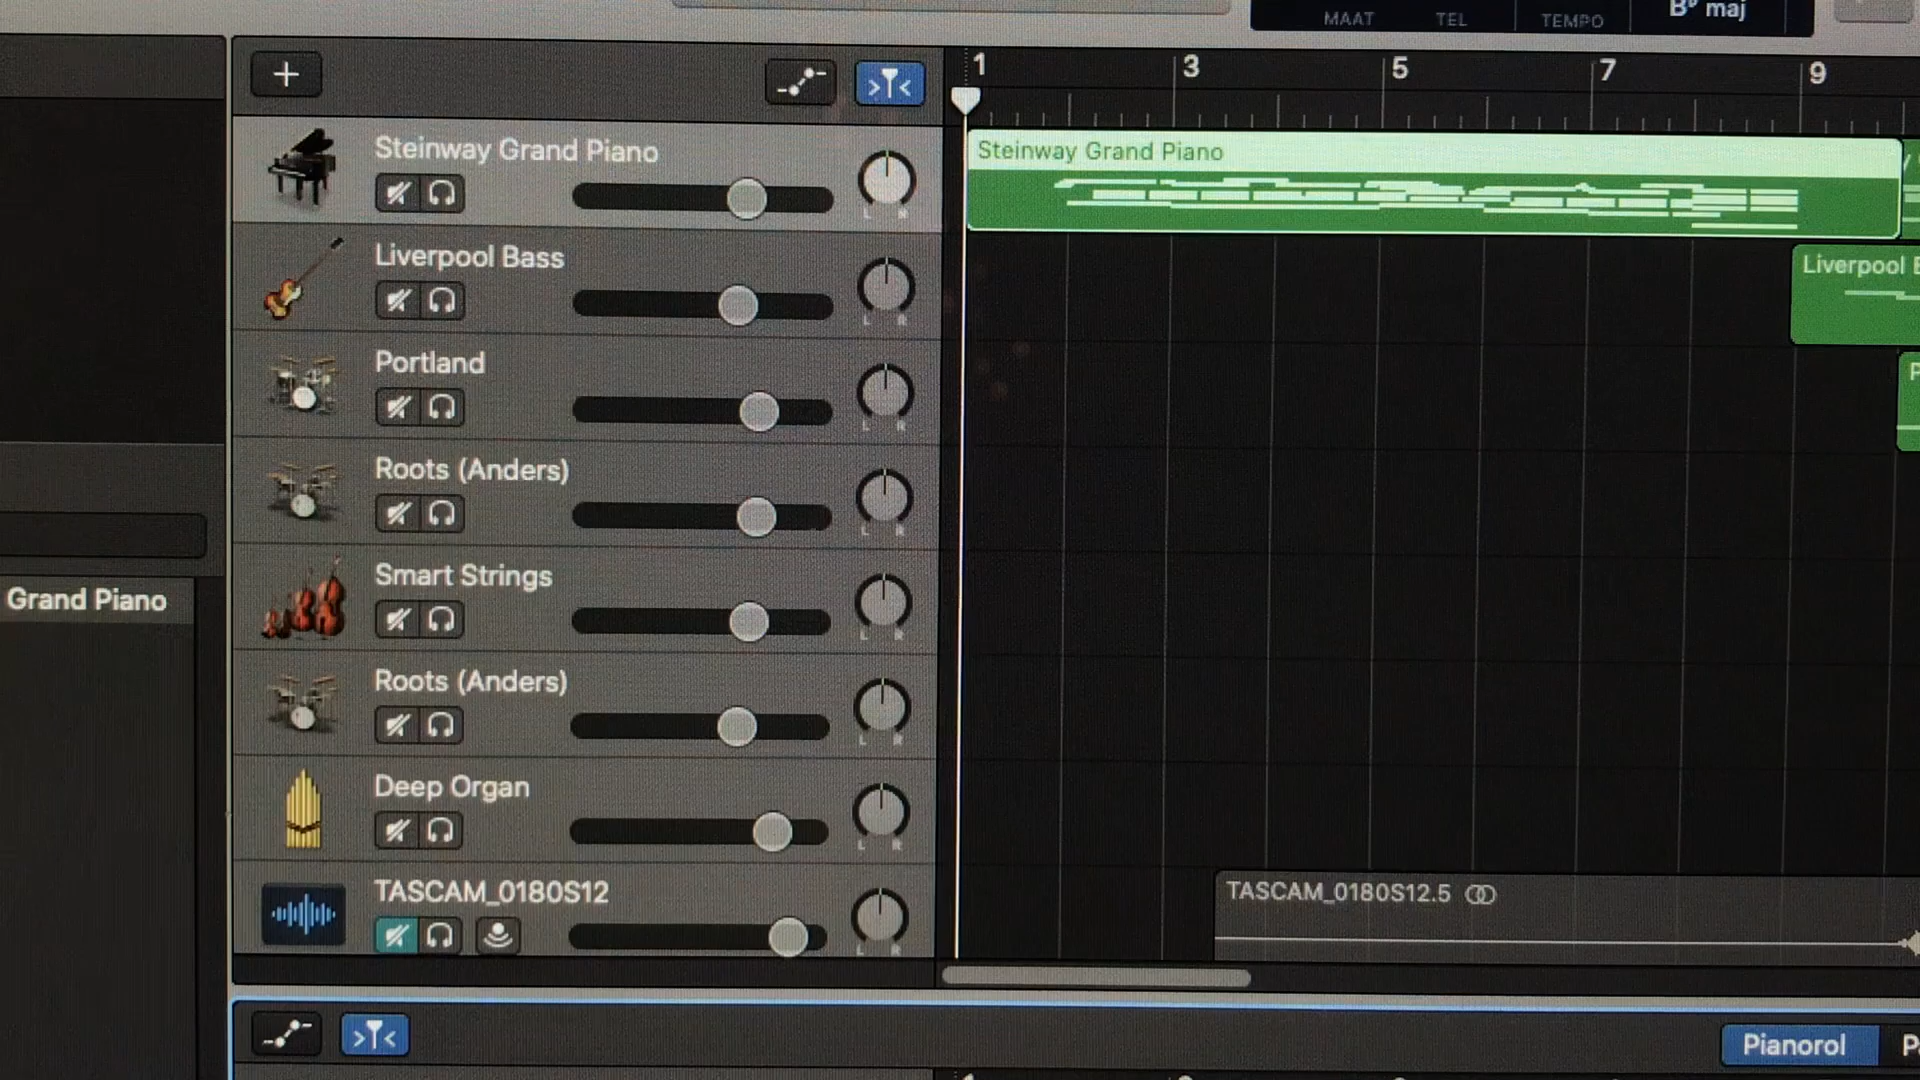 MAAT TEL TEMPO B♭ maj
1 3 5 7 9
Steinway Grand Piano
L R
Steinway Grand Piano
Liverpool Bass
L R
Liverpool
Portland
L R
Roots (Anders)
L R
Smart Strings
L R
Grand Piano
Roots (Anders)
L R
Deep Organ
L R
TASCAM_0180S12
L R
TASCAM_0180S12.5
Pianorol